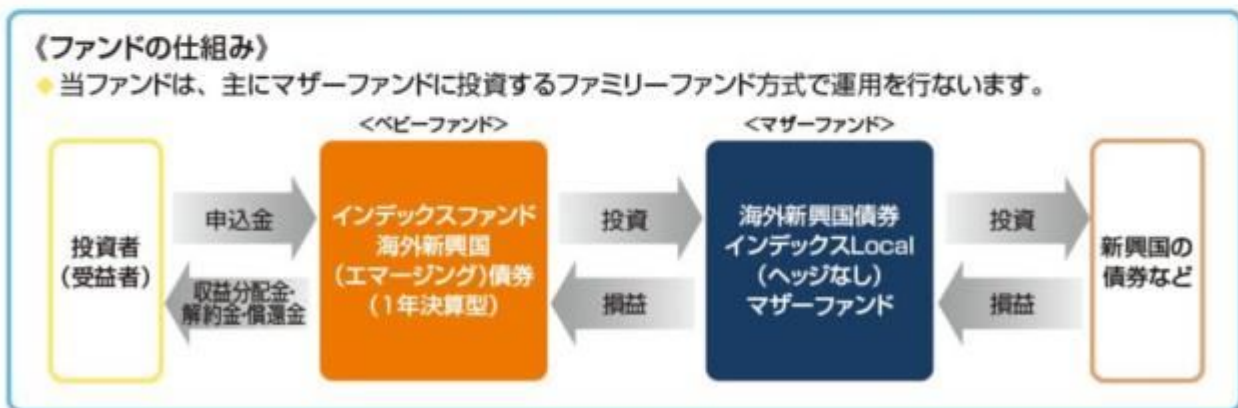 《ファンドの仕組み》
◆当ファンドは、主にマザーファンドに投資するファミリーファンド方式で運用を行ないます。
<ベビーファンド>
<マザーファンド>
投資者
(受益者)
申込金
収益分配金・
解約金・償還金
インデックスファンド
海外新興国
(エマージング)債券
(1年決算型)
投資
損益
海外新興国債券
インデックスLocal
(ヘッジなし)
マザーファンド
投資
損益
新興国の
債券など